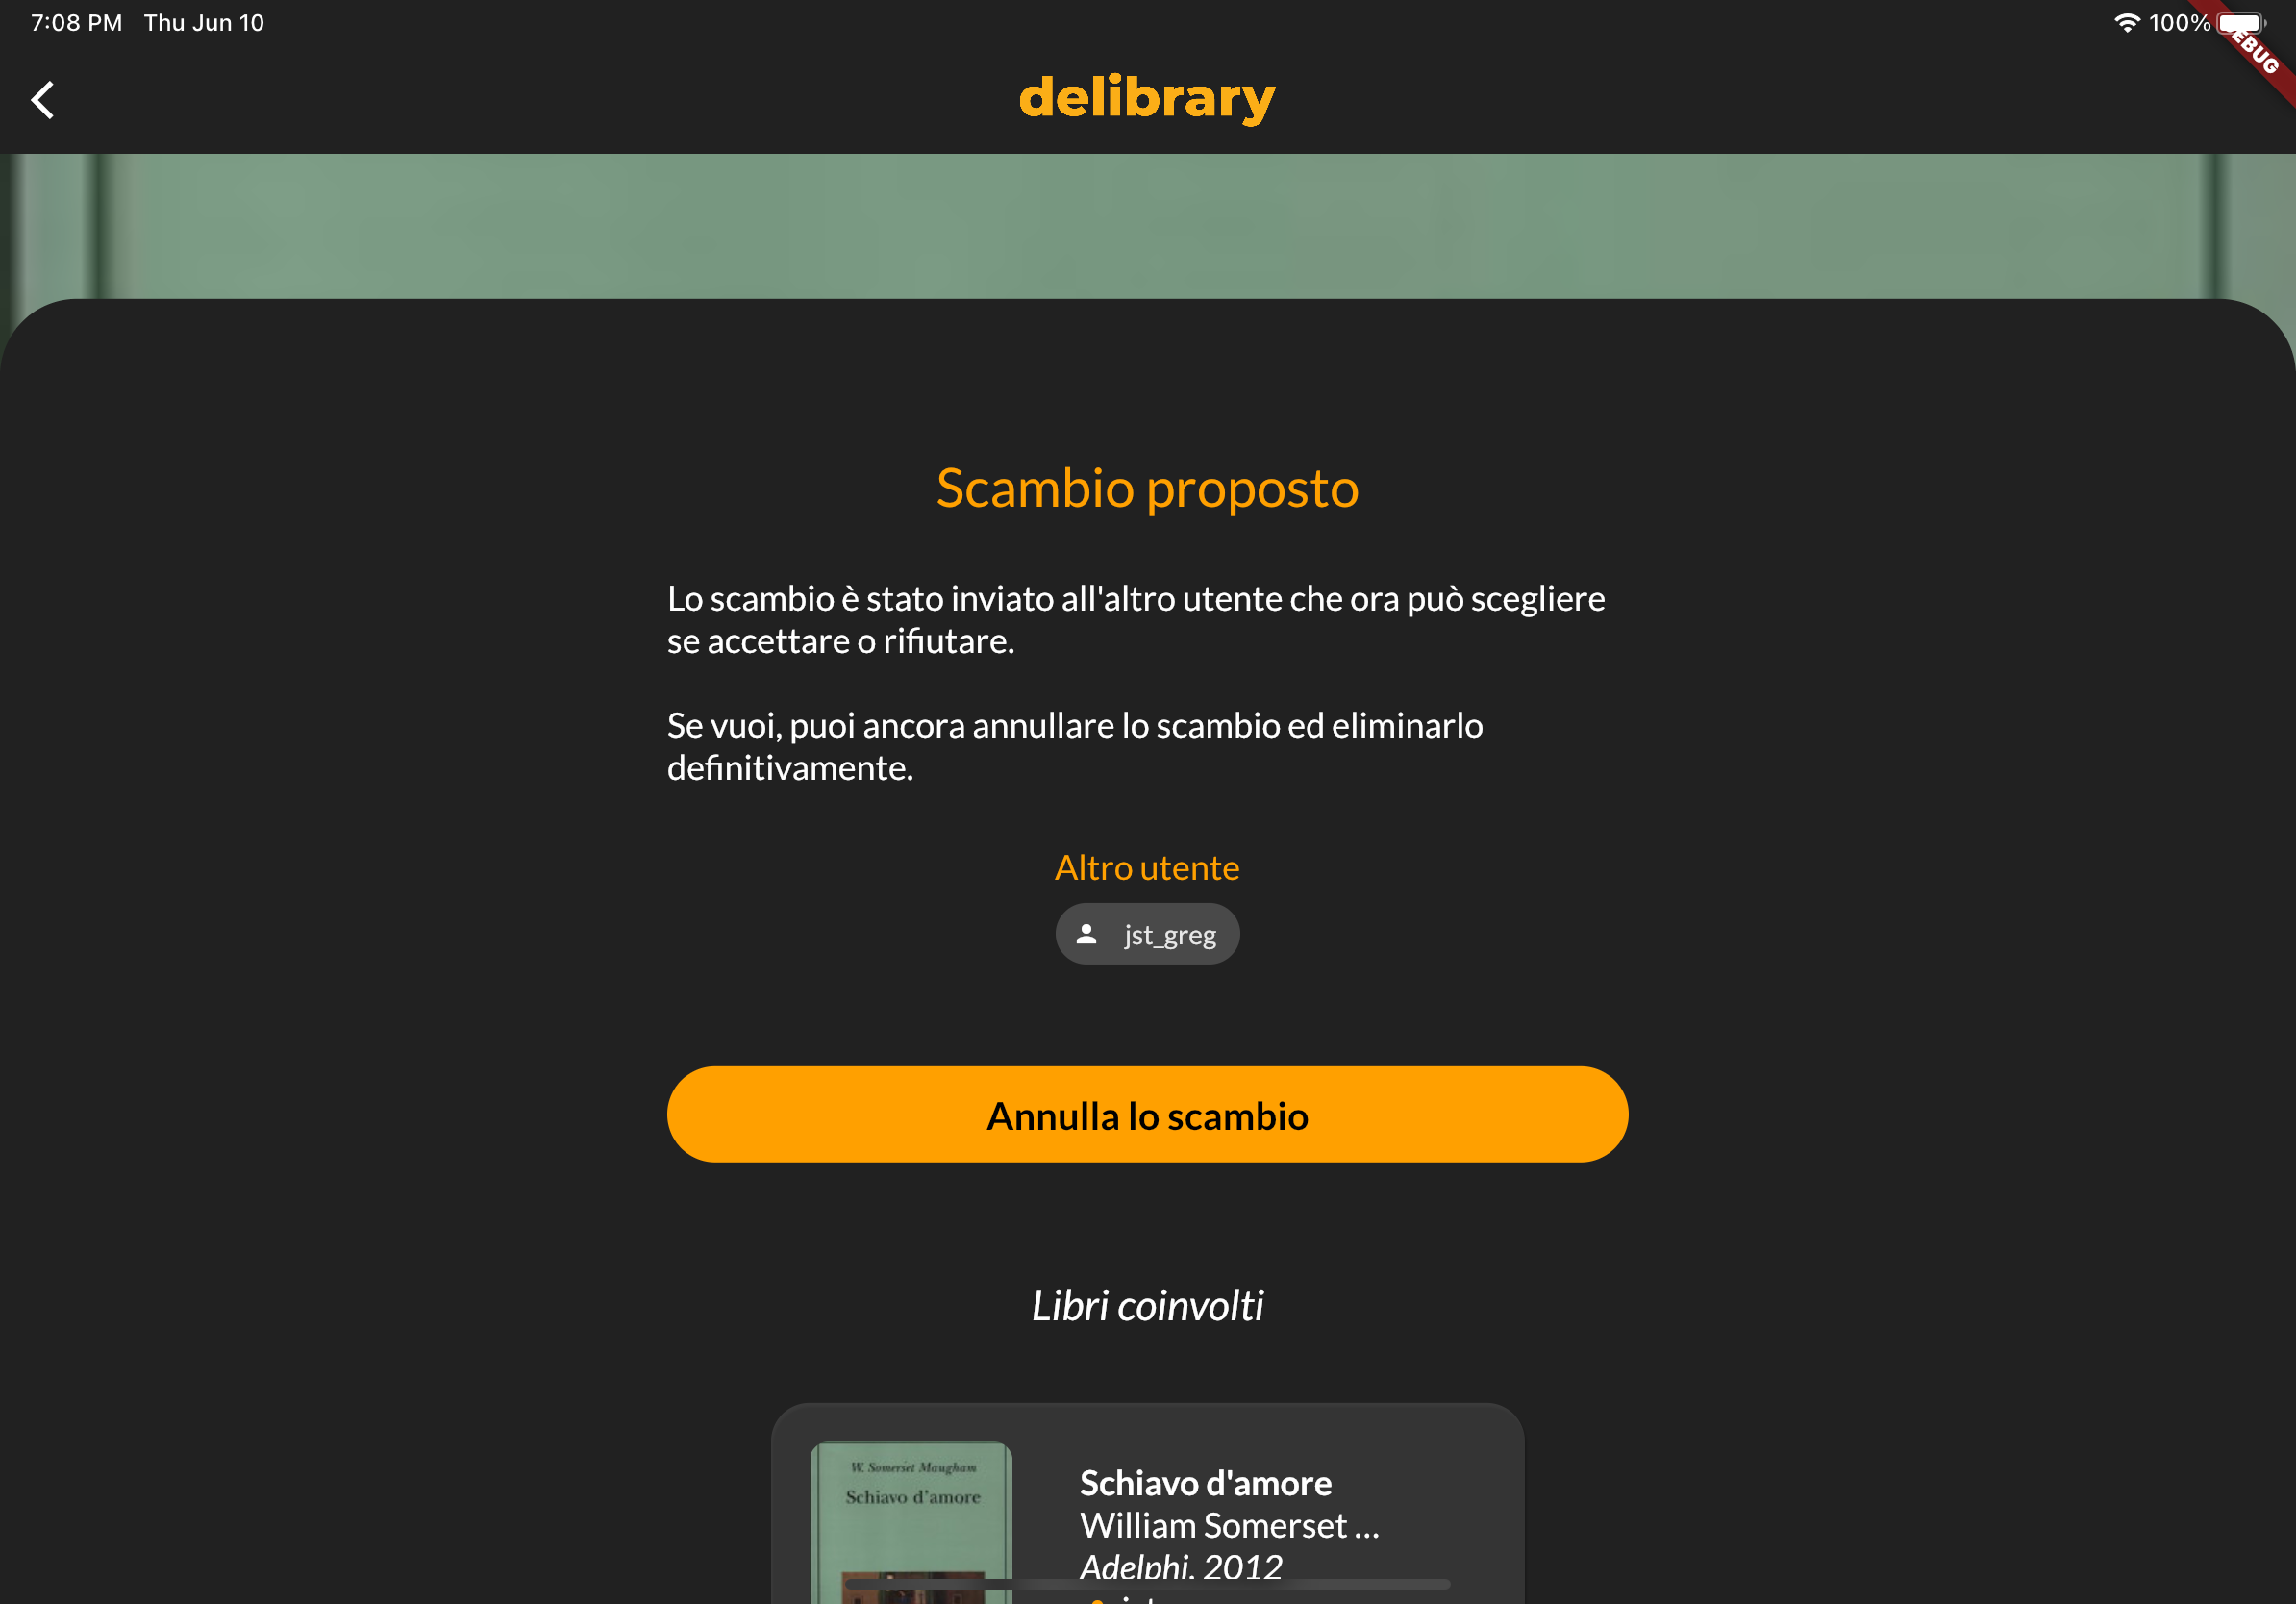 7:08 PM Thu Jun 10
100%
delibrary
Scambio proposto
Lo scambio è stato inviato all'altro utente che ora può scegliere
se accettare o rifiutare.
Se vuoi, puoi ancora annullare lo scambio ed eliminarlo
definitivamente.
Altro utente
jst_greg
Annulla lo scambio
Libri coinvolti
W. Somerset Maugham
Schiavo d'amore
Schiavo d'amore
William Somerset ...
Adelphi, 2012